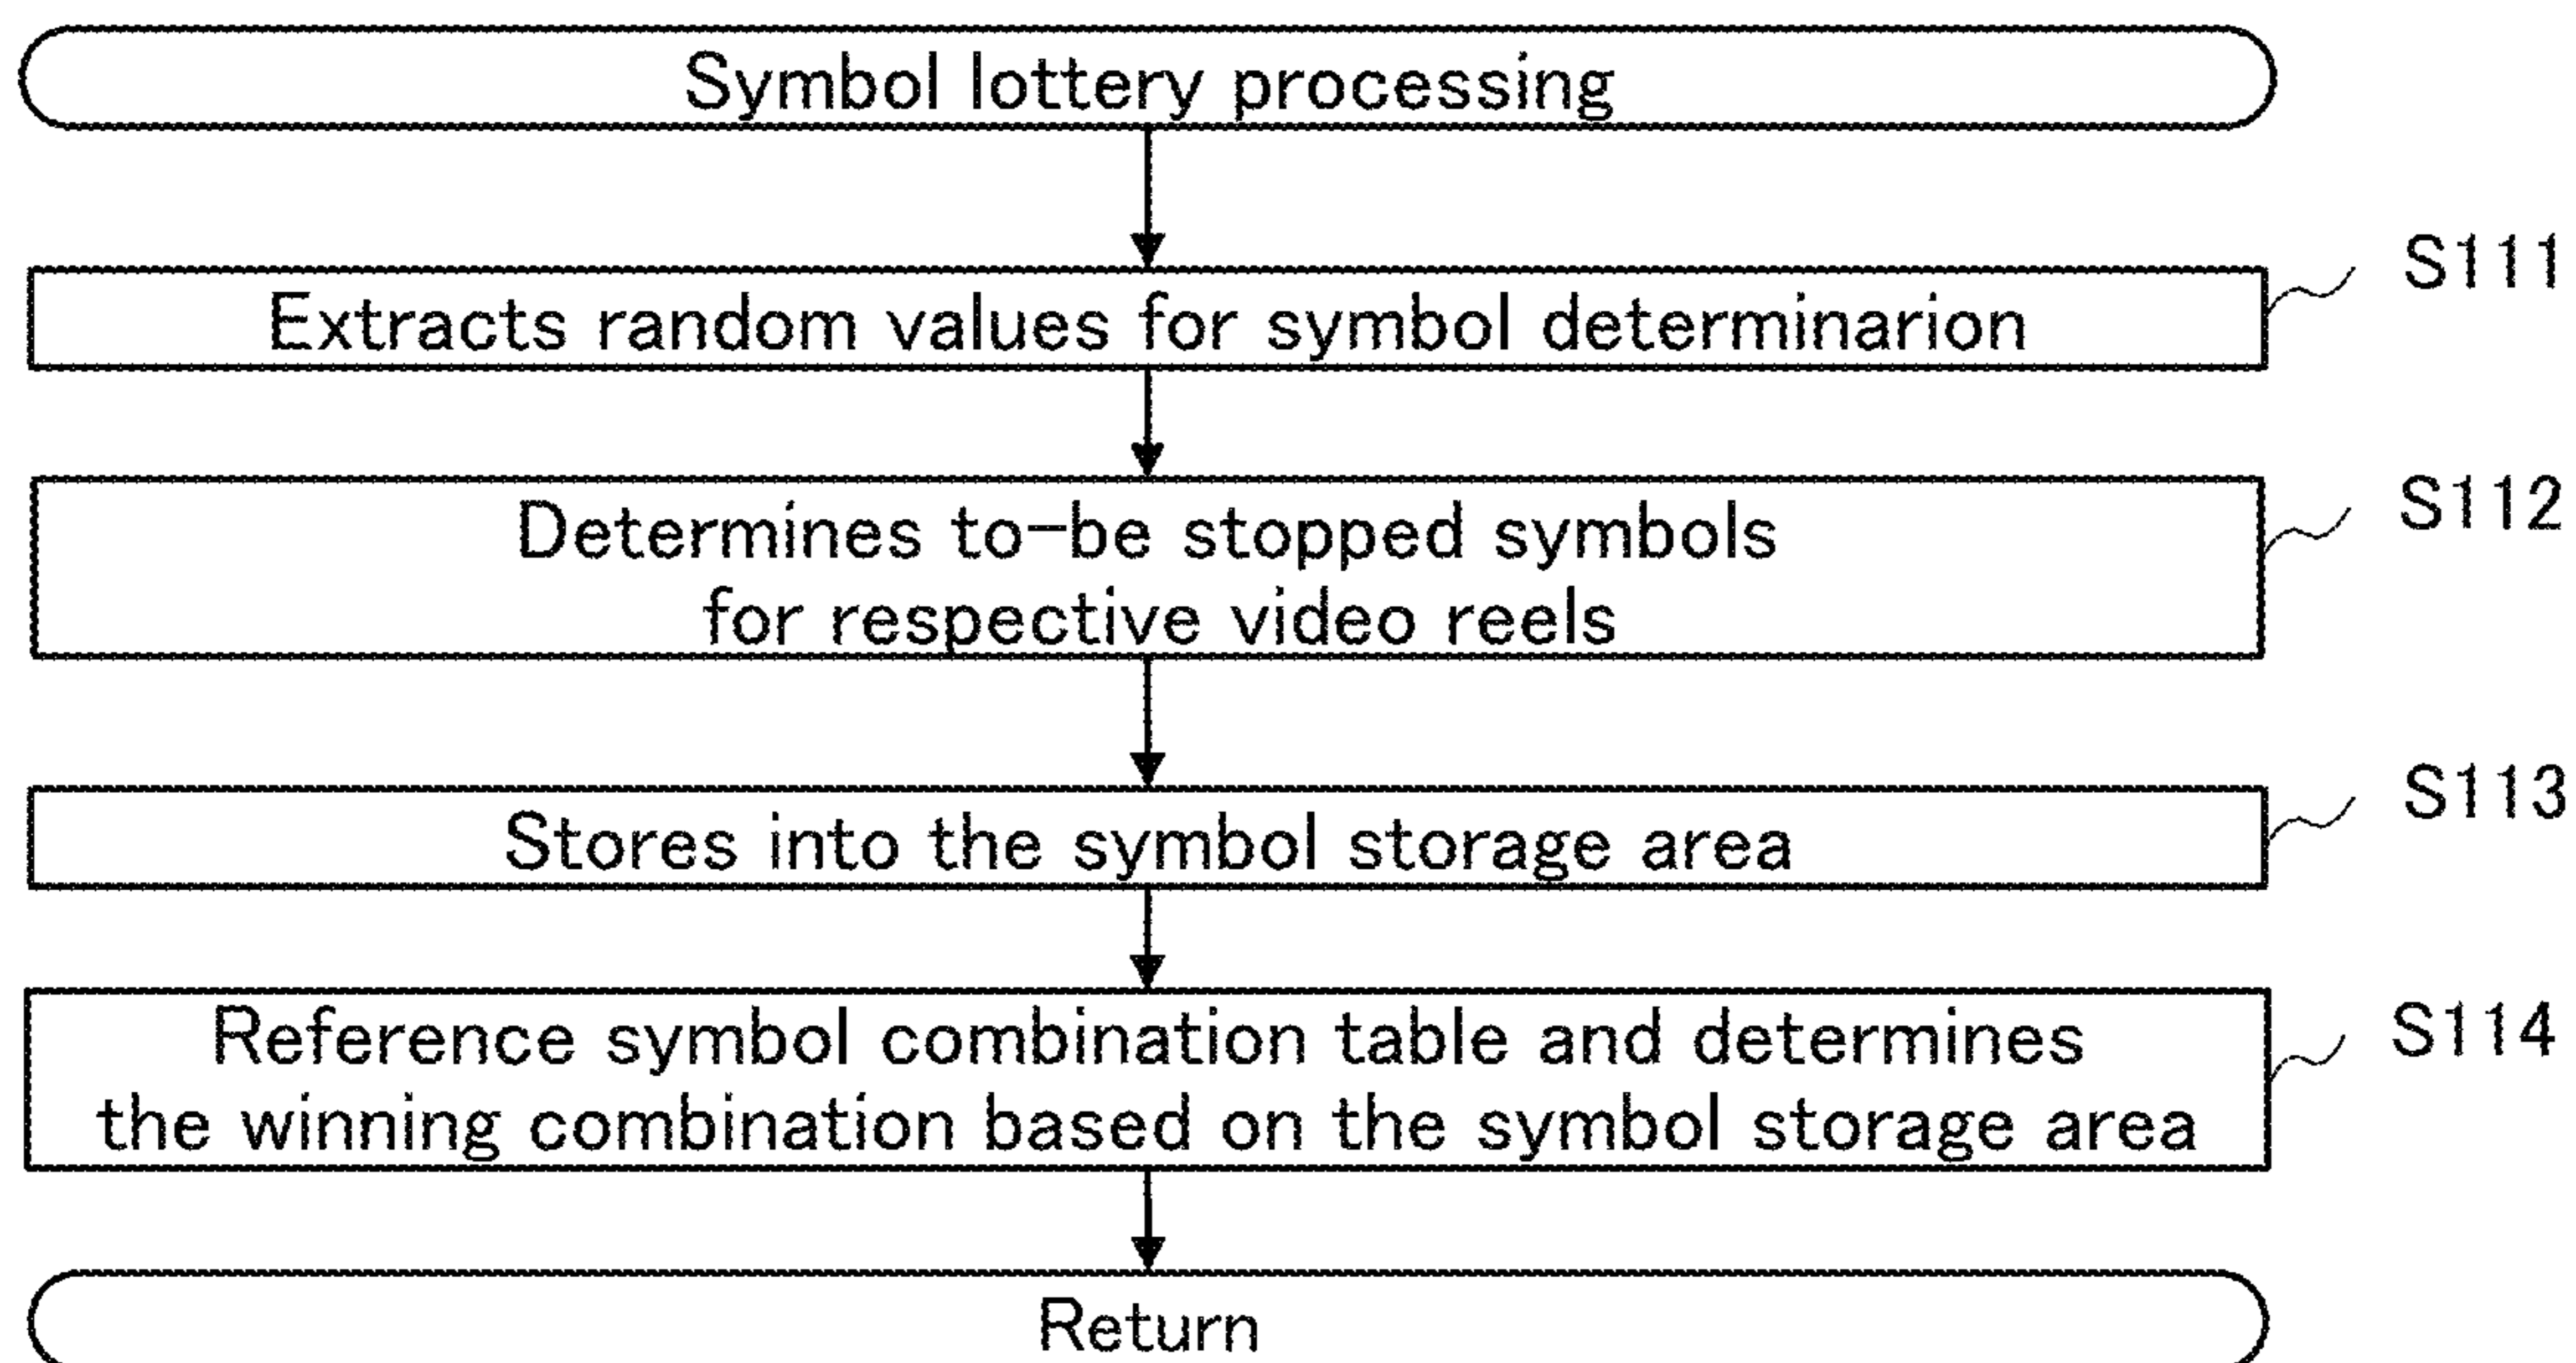 Symbol lottery processing
S111
Extracts random values for symbol determinarion
S112
Determines to-be stopped symbols
for respective video reels
S113
Stores into the symbol storage area
S114
Reference symbol combination table and determines
the winning combination based on the symbol storage area
Return